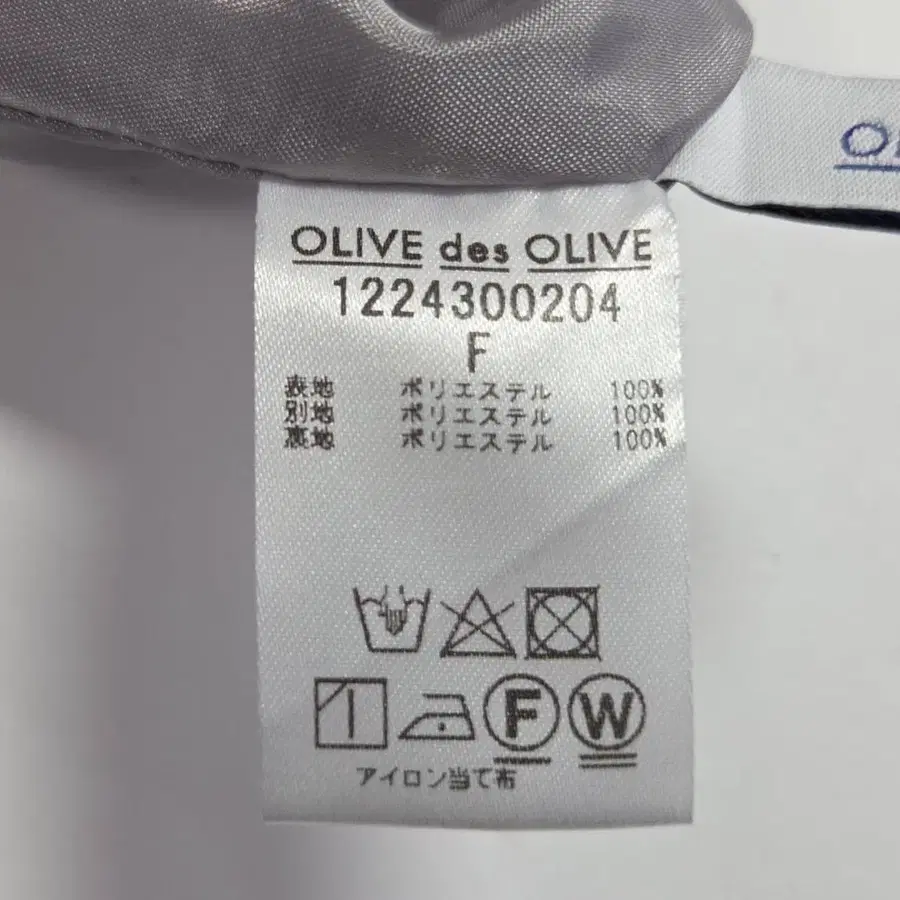 OLIVE des OLIVE
1224300204
F
表地 ポリエステル 100%
別地 ポリエステル 100%
裏地 ポリエステル 100%
F W
アイロン当て布